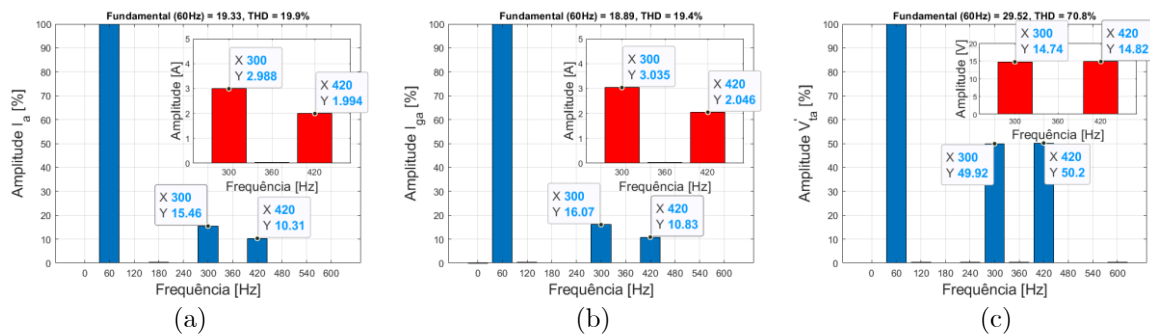 Fundamental (60Hz) = 19.33, THD = 19.9%
Amplitude I_a [%]
100
90
80
70
60
50
40
30
20
10
0
0 60 120 180 240 300 360 420 480 540 600
Frequência [Hz]
X 300
Y 15.46
X 420
Y 10.31
Amplitude [A]
5
4
3
2
1
0
300 360 420
Frequência [Hz]
X 300
Y 2.988
X 420
Y 1.994
(a)
Fundamental (60Hz) = 18.89, THD = 19.4%
Amplitude I_ga [%]
100
90
80
70
60
50
40
30
20
10
0
0 60 120 180 240 300 360 420 480 540 600
Frequência [Hz]
X 300
Y 16.07
X 420
Y 10.83
Amplitude [A]
5
4
3
2
1
0
300 360 420
Frequência [Hz]
X 300
Y 3.035
X 420
Y 2.046
(b)
Fundamental (60Hz) = 29.52, THD = 70.8%
Amplitude V'_ta [%]
100
90
80
70
60
50
40
30
20
10
0
0 60 120 180 240 300 360 420 480 540 600
Frequência [Hz]
X 300
Y 49.92
X 420
Y 50.2
Amplitude [V]
20
15
10
5
0
300 360 420
Frequência [Hz]
X 300
Y 14.74
X 420
Y 14.82
(c)